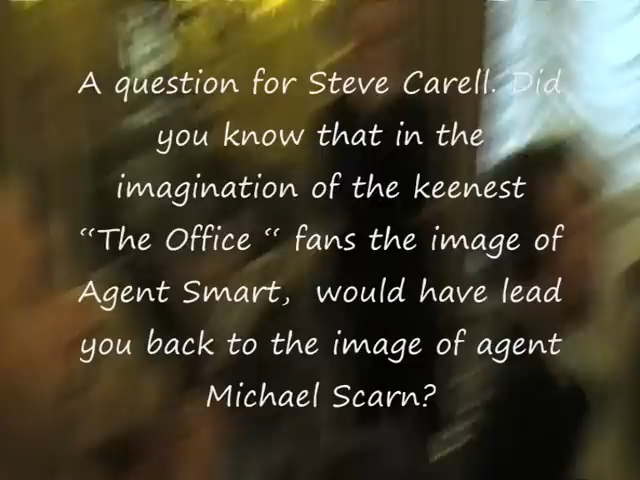 A question for Steve Carell. Did
you know that in the
imagination of the keenest
“The Office “ fans the image of
Agent Smart,  would have lead
you back to the image of agent
Michael Scarn?